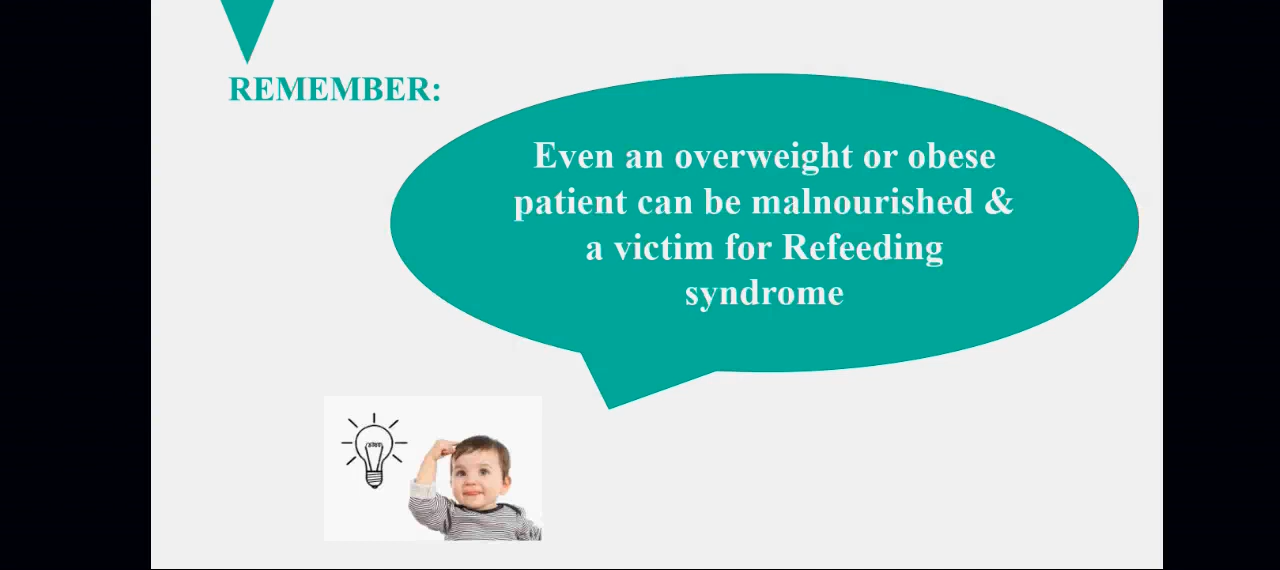 REMEMBER:
Even an overweight or obese
patient can be malnourished &
a victim for Refeeding
syndrome